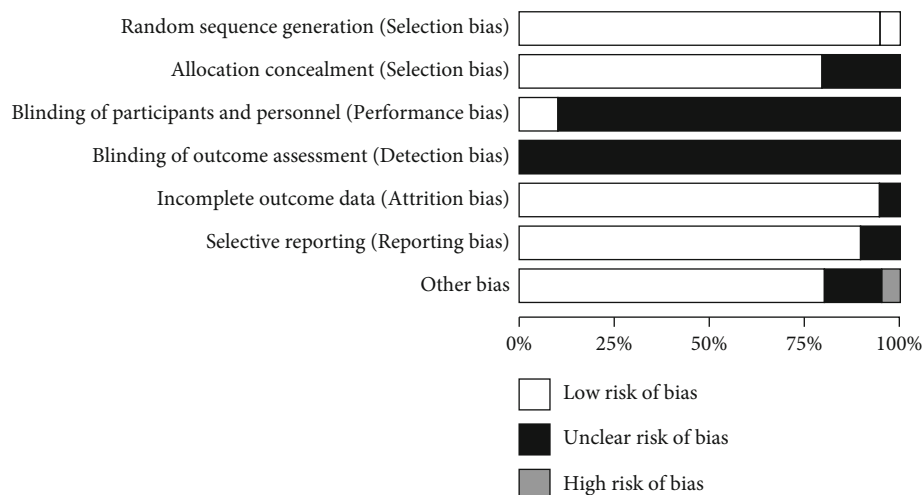 Random sequence generation (Selection bias)
Allocation concealment (Selection bias)
Blinding of participants and personnel (Performance bias)
Blinding of outcome assessment (Detection bias)
Incomplete outcome data (Attrition bias)
Selective reporting (Reporting bias)
Other bias
0% 25% 50% 75% 100%
Low risk of bias
Unclear risk of bias
High risk of bias